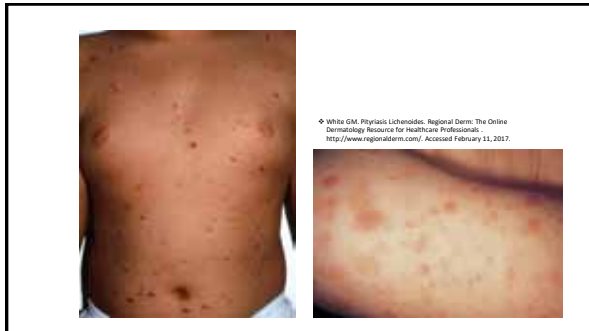 ❖ White GM. Pityriasis Lichenoides. Regional Derm: The Online
Dermatology Resource for Healthcare Professionals .
http://www.regionalderm.com/. Accessed February 11, 2017.